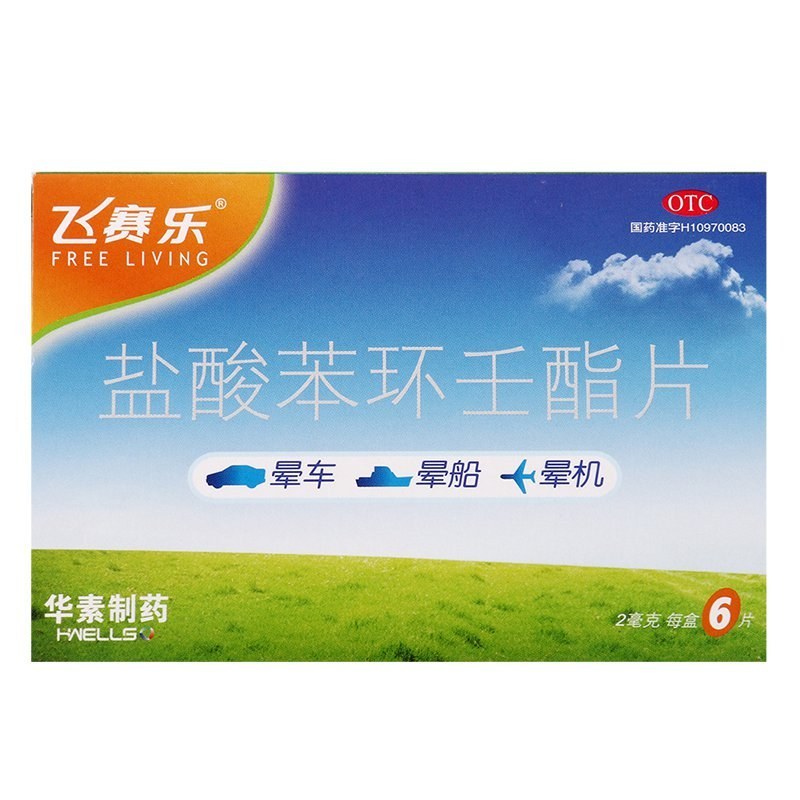 飞赛乐®
FREE LIVING
OTC
国药准字H10970083
盐酸苯环壬酯片
晕车 晕船 晕机
华素制药
HWELLS
2毫克 每盒6片